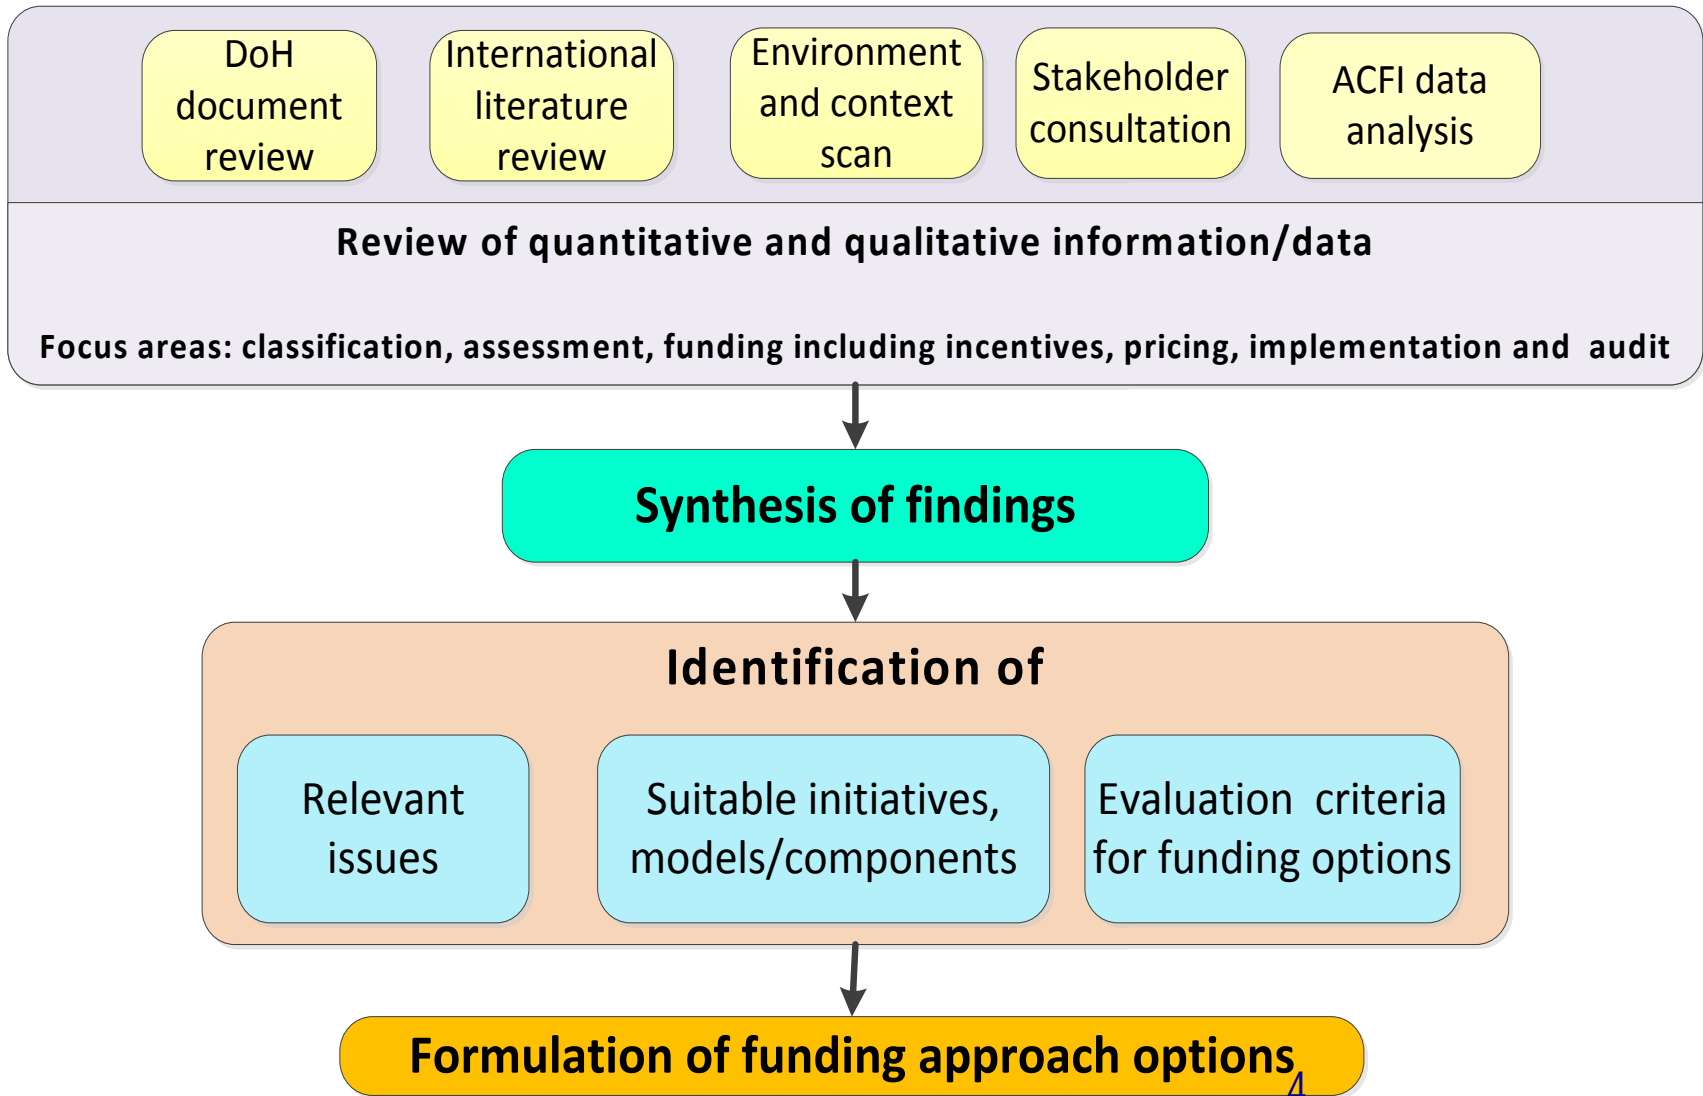 DoH
document
review
International
literature
review
Environment
and context
scan
Stakeholder
consultation
ACFI data
analysis
Review of quantitative and qualitative information/data
Focus areas: classification, assessment, funding including incentives, pricing, implementation and audit
Synthesis of findings
Identification of
Relevant
issues
Suitable initiatives,
models/components
Evaluation criteria
for funding options
Formulation of funding approach options
4